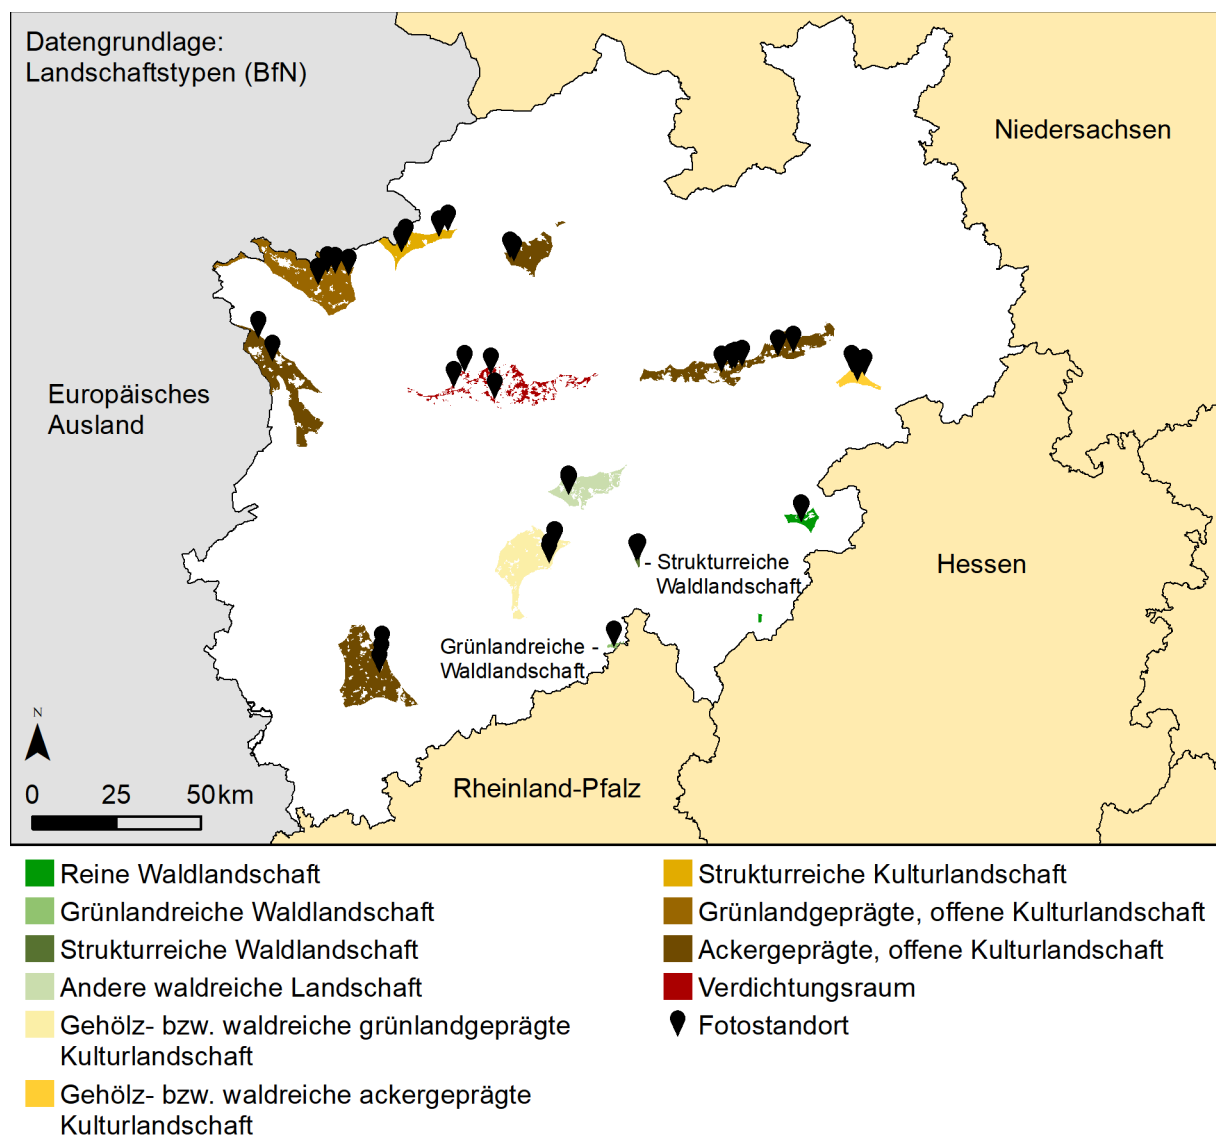 Datengrundlage:
Landschaftstypen (BfN)
Niedersachsen
Europäisches
Ausland
- Strukturreiche
Waldlandschaft
Hessen
Grünlandreiche -
Waldlandschaft
Rheinland-Pfalz
N
0 25 50 km
Reine Waldlandschaft
Grünlandreiche Waldlandschaft
Strukturreiche Waldlandschaft
Andere waldreiche Landschaft
Gehölz- bzw. waldreiche grünlandgeprägte
Kulturlandschaft
Gehölz- bzw. waldreiche ackergeprägte
Kulturlandschaft
Strukturreiche Kulturlandschaft
Grünlandgeprägte, offene Kulturlandschaft
Ackergeprägte, offene Kulturlandschaft
Verdichtungsraum
Fotostandort